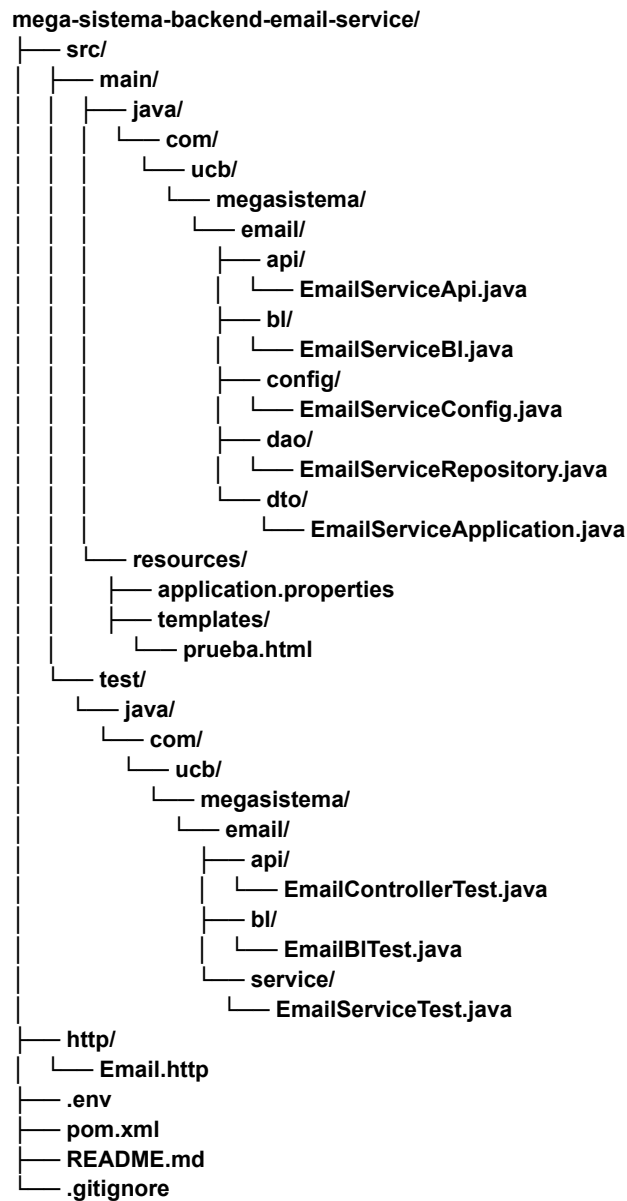 mega-sistema-backend-email-service/
├── src/
│   ├── main/
│   │   ├── java/
│   │   │   └── com/
│   │   │       └── ucb/
│   │   │           └── megasistema/
│   │   │               └── email/
│   │   │                   ├── api/
│   │   │                   │   └── EmailServiceApi.java
│   │   │                   ├── bl/
│   │   │                   │   └── EmailServiceBl.java
│   │   │                   ├── config/
│   │   │                   │   └── EmailServiceConfig.java
│   │   │                   ├── dao/
│   │   │                   │   └── EmailServiceRepository.java
│   │   │                   └── dto/
│   │   │                       └── EmailServiceApplication.java
│   │   └── resources/
│   │       ├── application.properties
│   │       ├── templates/
│   │           └── prueba.html
│   └── test/
│       └── java/
│           └── com/
│               └── ucb/
│                   └── megasistema/
│                       └── email/
│                           ├── api/
│                           │   └── EmailControllerTest.java
│                           ├── bl/
│                           │   └── EmailBlTest.java
│                           └── service/
│                               └── EmailServiceTest.java
├── http/
│   └── Email.http
├── .env
├── pom.xml
├── README.md
└── .gitignore